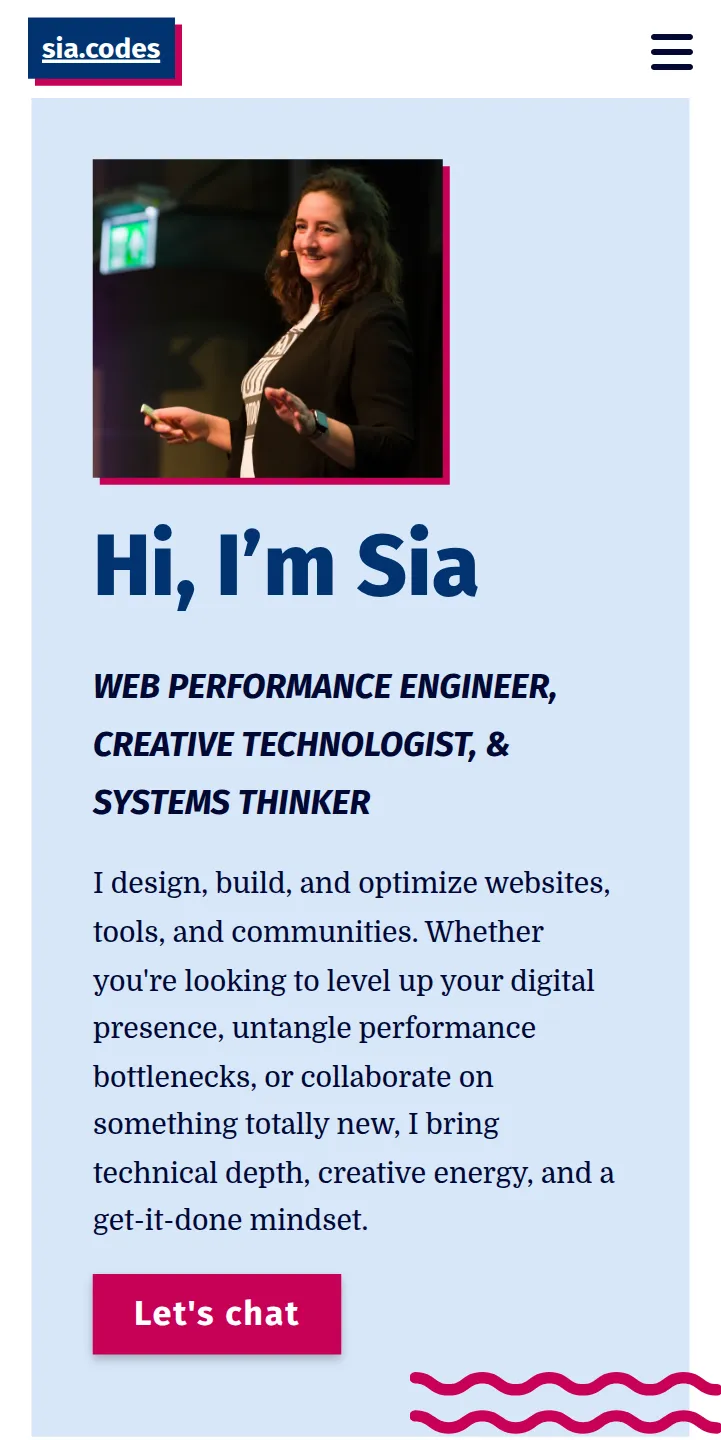 sia.codes
Hi, I’m Sia
WEB PERFORMANCE ENGINEER,
CREATIVE TECHNOLOGIST, &
SYSTEMS THINKER
I design, build, and optimize websites,
tools, and communities. Whether
you're looking to level up your digital
presence, untangle performance
bottlenecks, or collaborate on
something totally new, I bring
technical depth, creative energy, and a
get-it-done mindset.
Let's chat